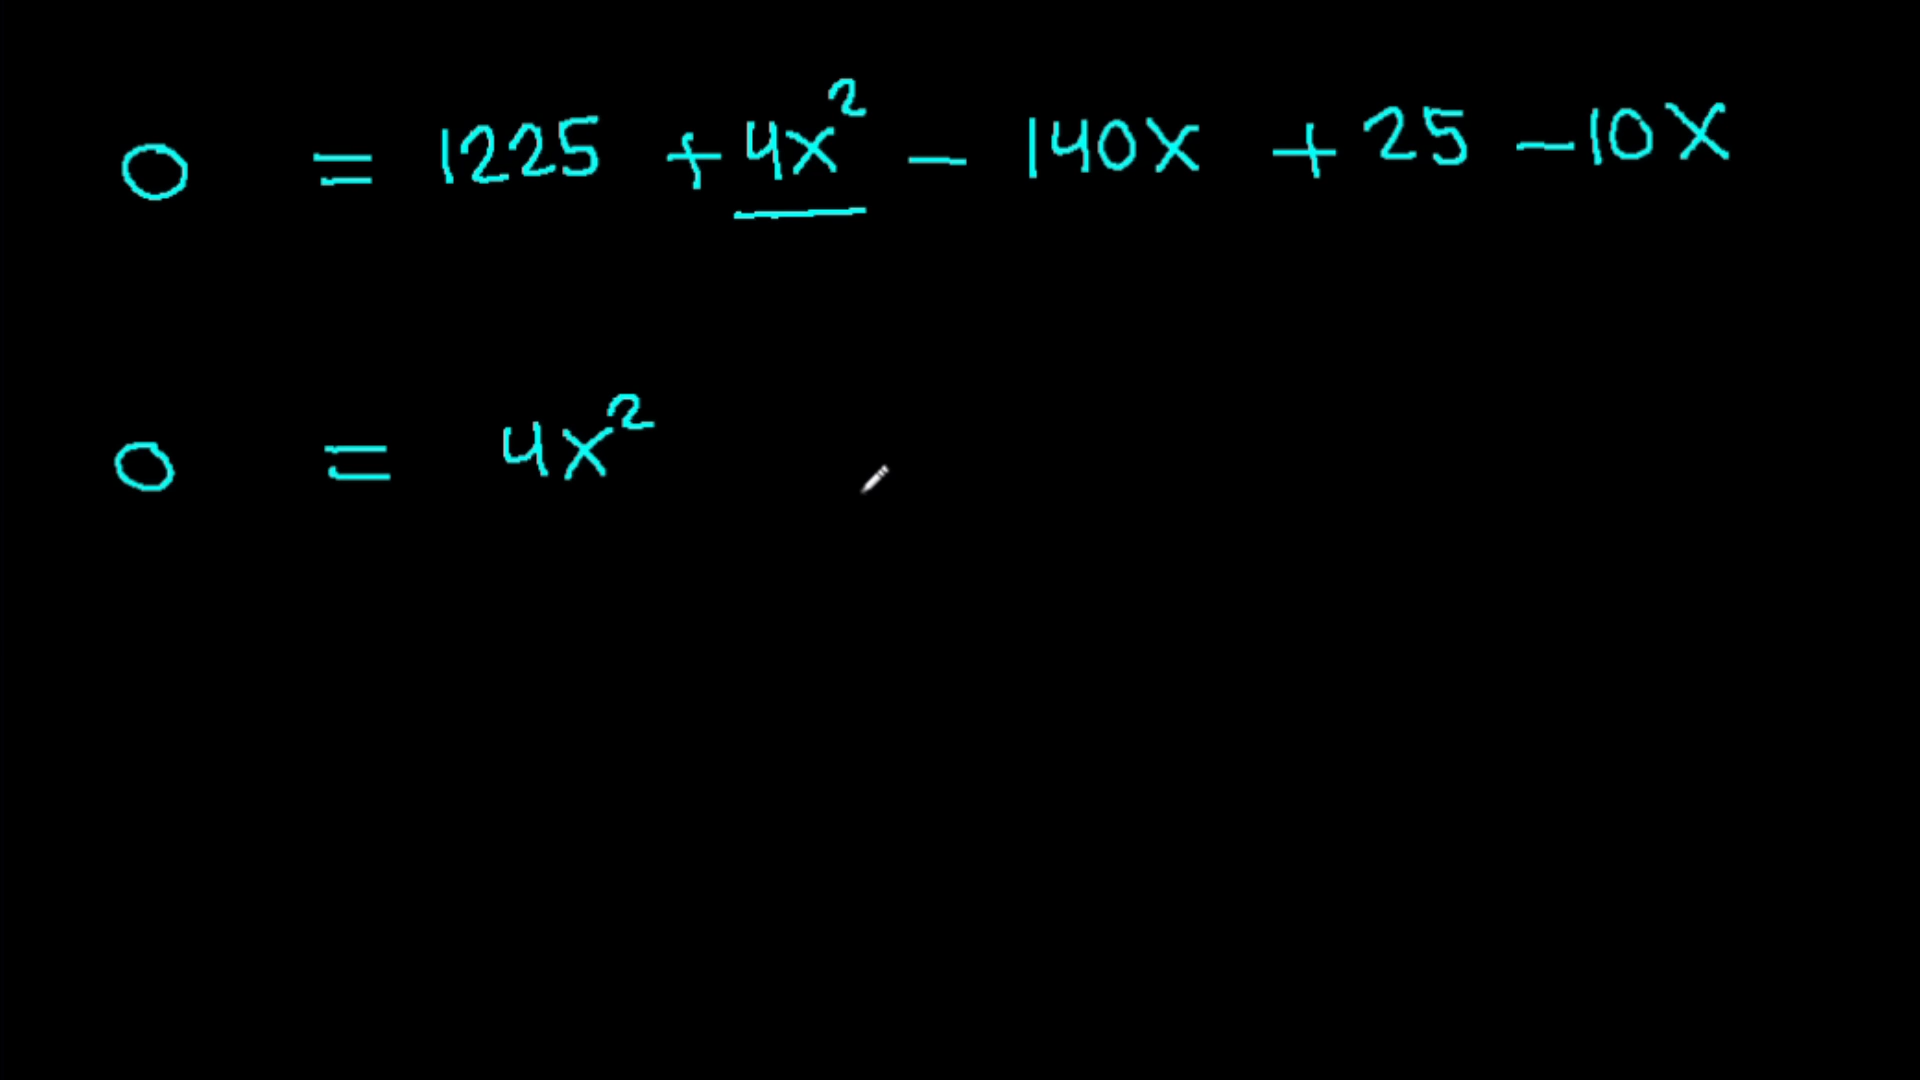 0 = 1225 + 4x² - 140x + 25 - 10x
0 = 4x²